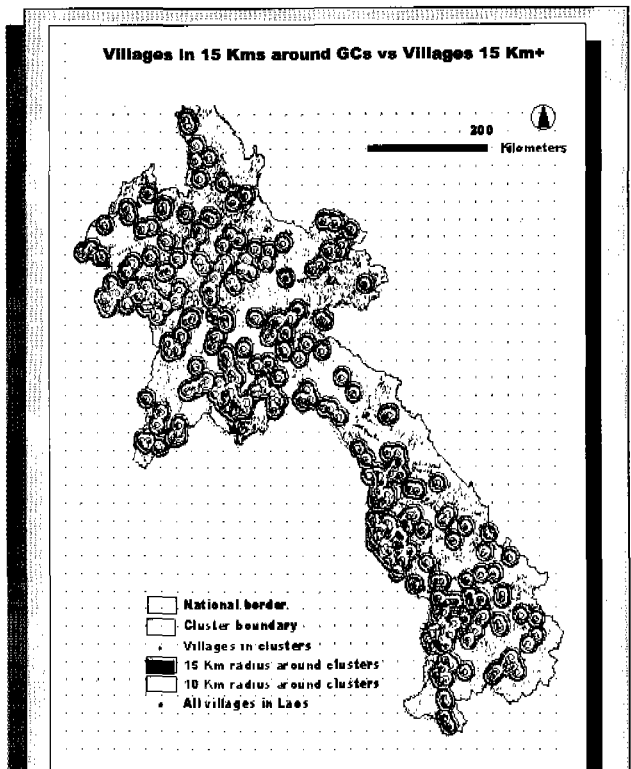 Villages in 15 Kms around GCs vs Villages 15 Km+
200
Kilometers
National border
Cluster boundary
Villages in clusters
15 Km radius around clusters
10 Km radius around clusters
All villages in Laos